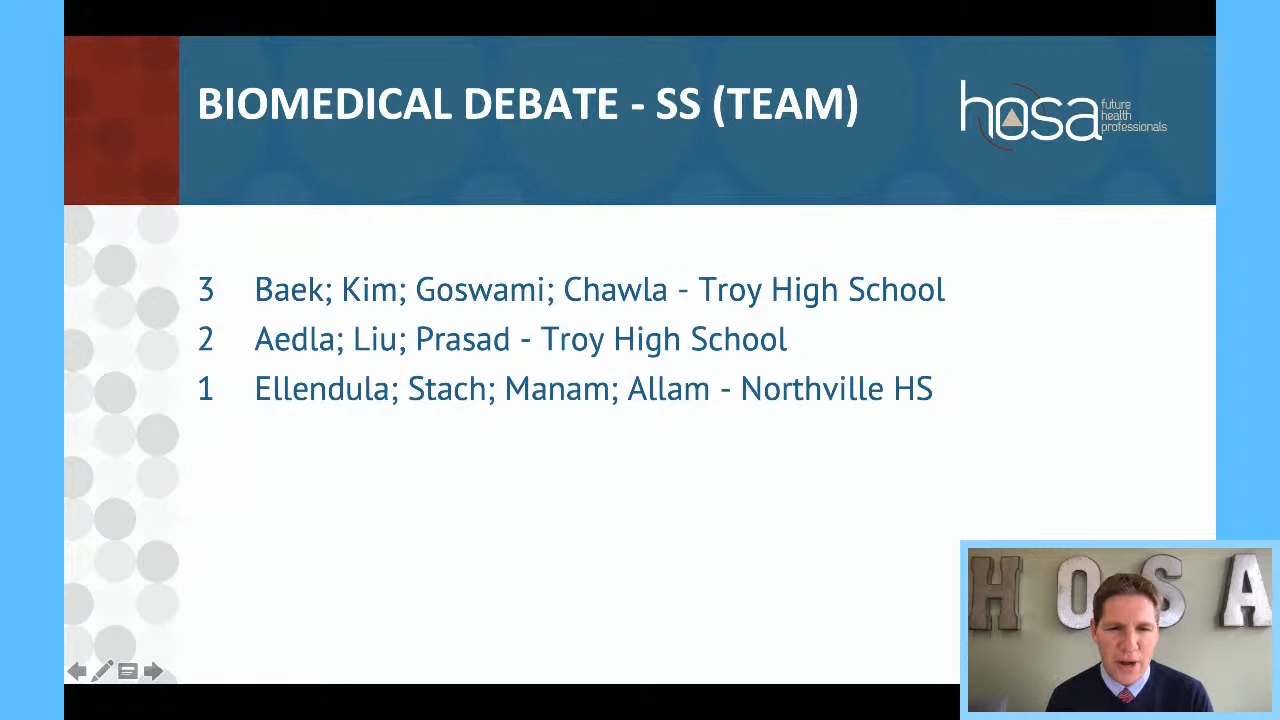 BIOMEDICAL DEBATE - SS (TEAM)
hosa
future
health
professionals
3 Baek; Kim; Goswami; Chawla - Troy High School
2 Aedla; Liu; Prasad - Troy High School
1 Ellendula; Stach; Manam; Allam - Northville HS
HOSA